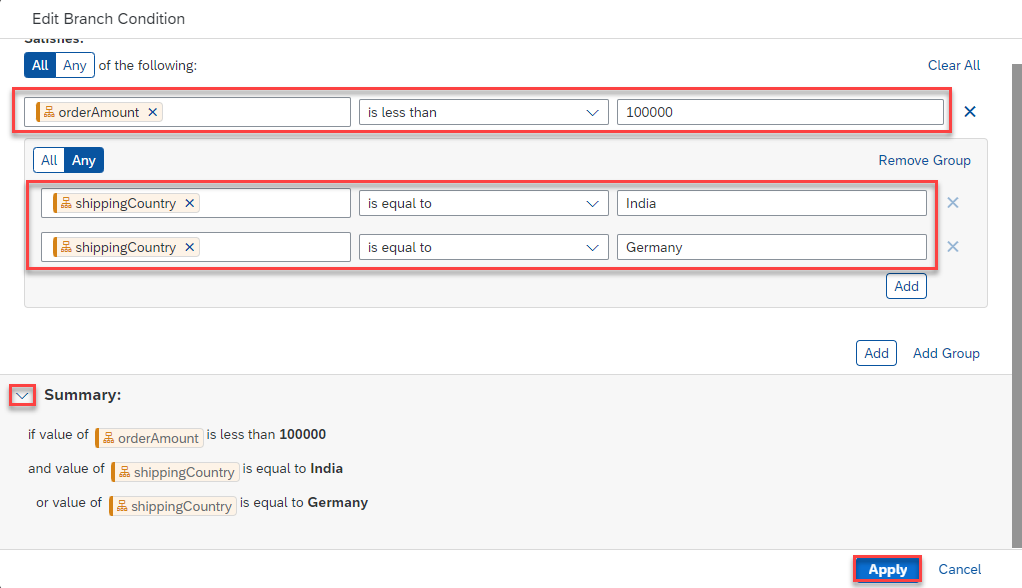 Edit Branch Condition
Satisfies:
All Any of the following: Clear All
orderAmount is less than 100000
All Any Remove Group
shippingCountry is equal to India
shippingCountry is equal to Germany
Add
Add Add Group
Summary:
if value of orderAmount is less than 100000
and value of shippingCountry is equal to India
or value of shippingCountry is equal to Germany
Apply Cancel